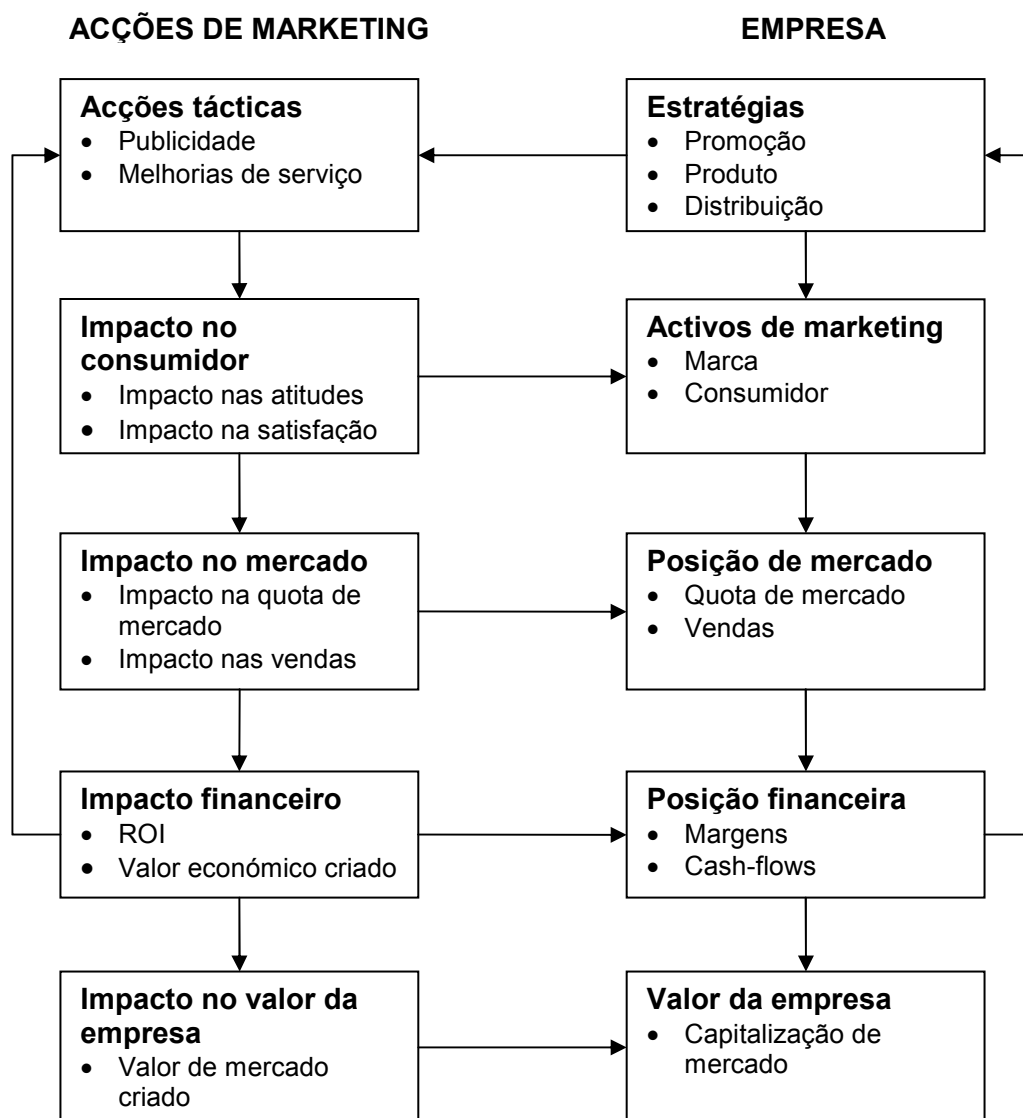 ACÇÕES DE MARKETING
EMPRESA
Acções tácticas
• Publicidade
• Melhorias de serviço
Estratégias
• Promoção
• Produto
• Distribuição
Impacto no
consumidor
• Impacto nas atitudes
• Impacto na satisfação
Activos de marketing
• Marca
• Consumidor
Impacto no mercado
• Impacto na quota de
mercado
• Impacto nas vendas
Posição de mercado
• Quota de mercado
• Vendas
Impacto financeiro
• ROI
• Valor económico criado
Posição financeira
• Margens
• Cash-flows
Impacto no valor da
empresa
• Valor de mercado
criado
Valor da empresa
• Capitalização de
mercado